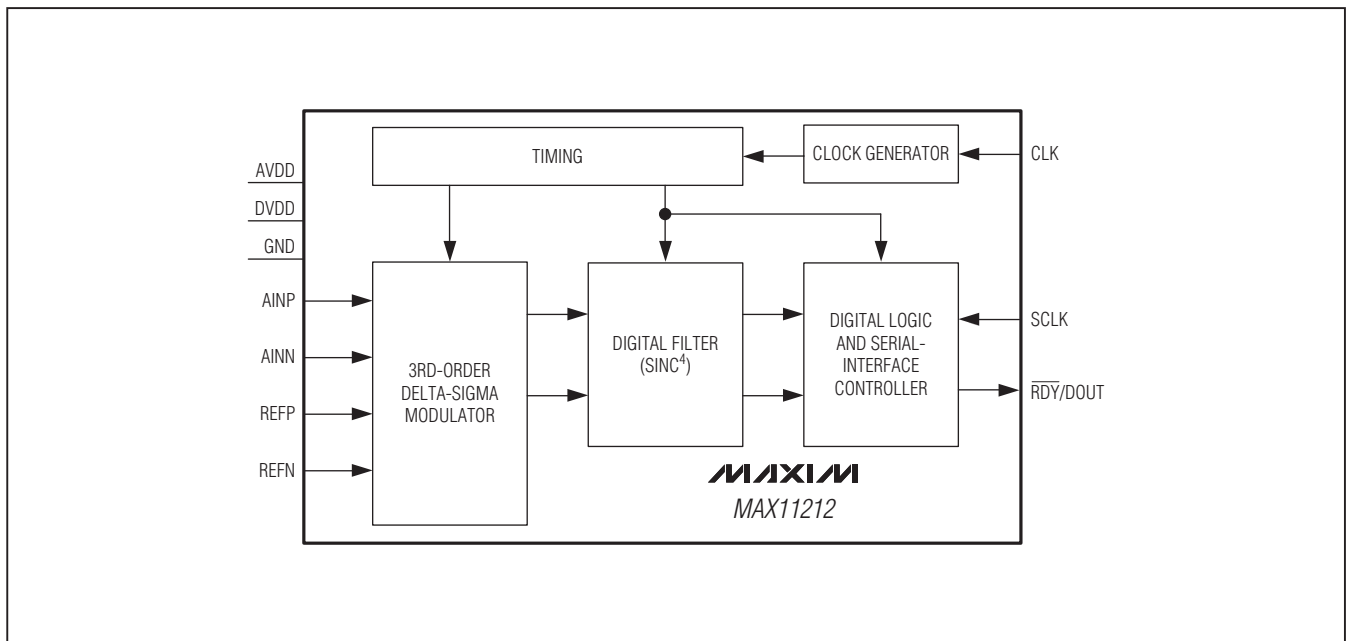 TIMING
CLOCK GENERATOR
CLK
AVDD
DVDD
GND
AINP
AINN
REFP
REFN
3RD-ORDER
DELTA-SIGMA
MODULATOR
DIGITAL FILTER
(SINC⁴)
DIGITAL LOGIC
AND SERIAL-
INTERFACE
CONTROLLER
SCLK
R̅D̅Y̅/DOUT
MAXIM
MAX11212